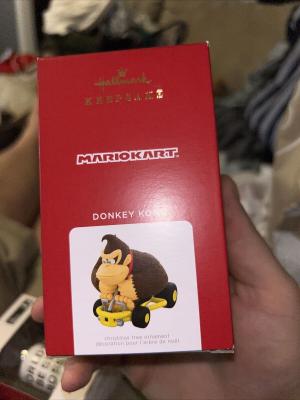 Hallmark
KEEPSAKE
MARIOKART
DONKEY KONG
christmas tree ornament
décoration pour l'arbre de noël